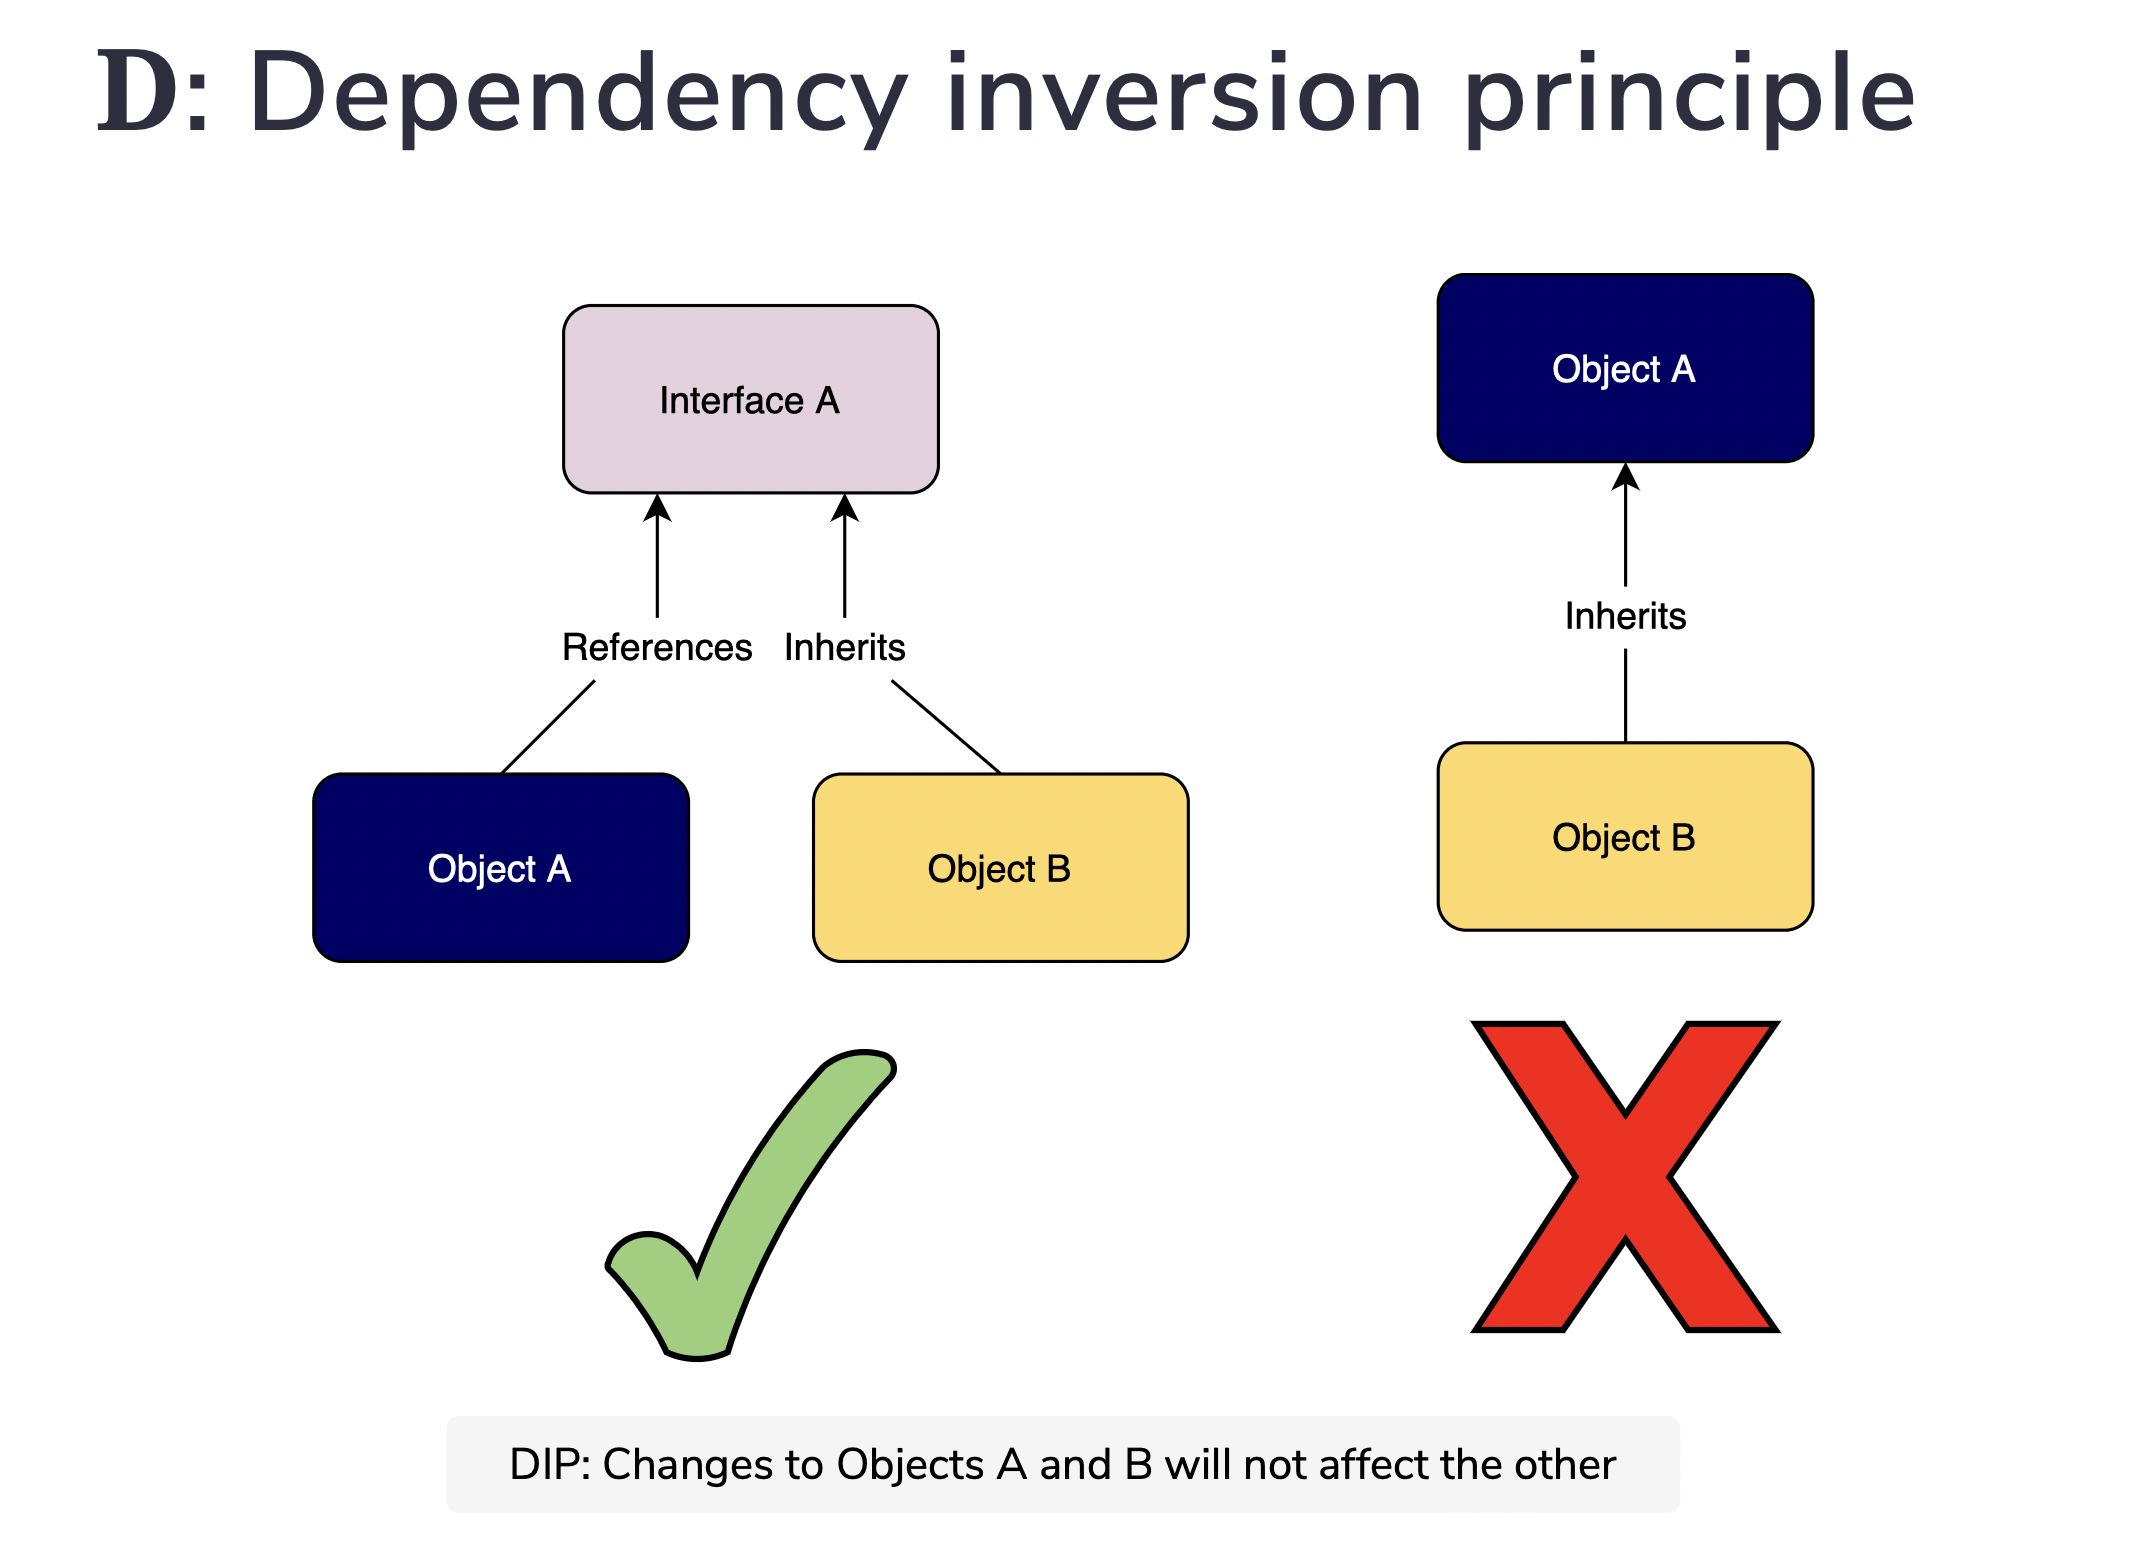 D: Dependency inversion principle
Interface A
References
Inherits
Object A
Object B
Object A
Inherits
Object B
DIP: Changes to Objects A and B will not affect the other